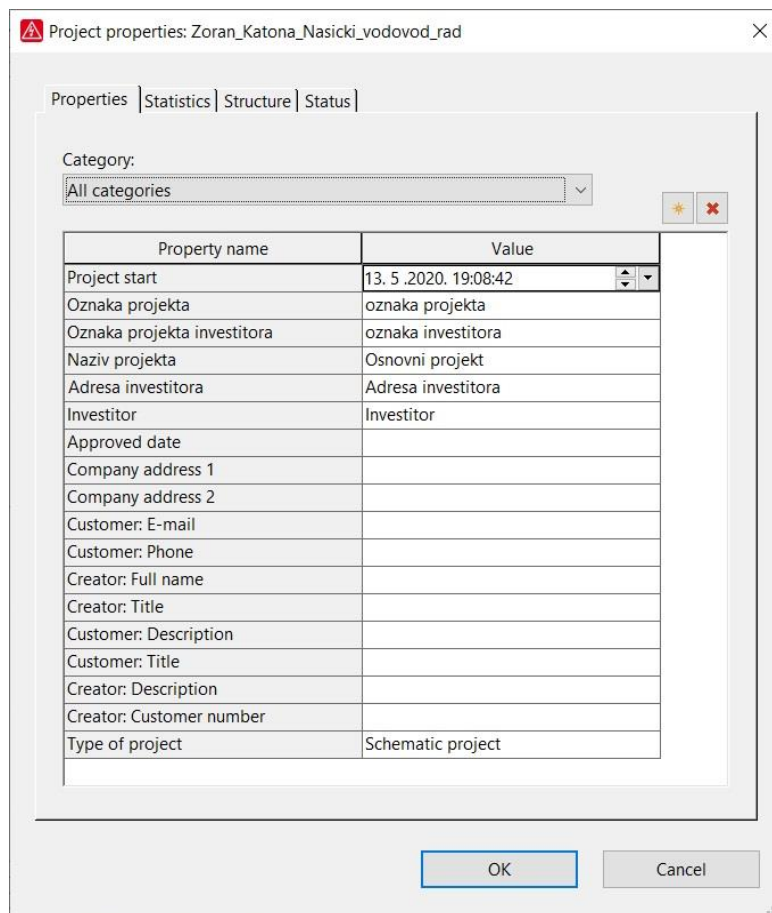 Project properties: Zoran_Katona_Nasicki_vodovod_rad
Properties Statistics Structure Status
Category:
All categories
Property name Value
Project start 13. 5 .2020. 19:08:42
Oznaka projekta oznaka projekta
Oznaka projekta investitora oznaka investitora
Naziv projekta Osnovni projekt
Adresa investitora Adresa investitora
Investitor Investitor
Approved date
Company address 1
Company address 2
Customer: E-mail
Customer: Phone
Creator: Full name
Creator: Title
Customer: Description
Customer: Title
Creator: Description
Creator: Customer number
Type of project Schematic project
OK Cancel